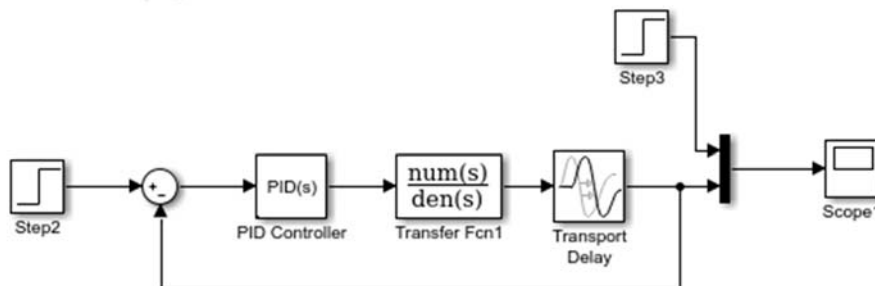 Step3
Step2
+
−
PID(s)
PID Controller
num(s)
den(s)
Transfer Fcn1
Transport
Delay
Scope1